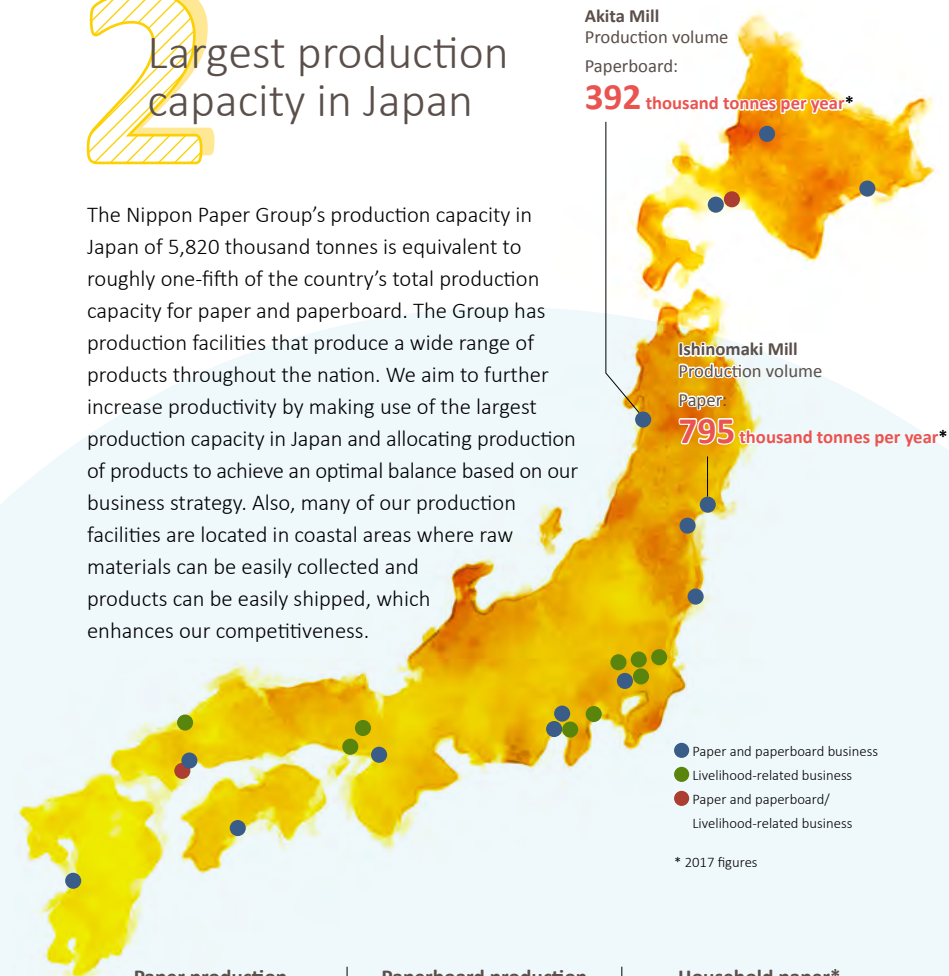 2
Largest production
capacity in Japan
The Nippon Paper Group’s production capacity in
Japan of 5,820 thousand tonnes is equivalent to
roughly one-fifth of the country’s total production
capacity for paper and paperboard. The Group has
production facilities that produce a wide range of
products throughout the nation. We aim to further
increase productivity by making use of the largest
production capacity in Japan and allocating production
of products to achieve an optimal balance based on our
business strategy. Also, many of our production
facilities are located in coastal areas where raw
materials can be easily collected and
products can be easily shipped, which
enhances our competitiveness.
Akita Mill
Production volume
Paperboard:
392 thousand tonnes per year*
Ishinomaki Mill
Production volume
Paper:
795 thousand tonnes per year*
Paper and paperboard business
Livelihood-related business
Paper and paperboard/
Livelihood-related business
* 2017 figures
Paper production
Paperboard production
Household paper*